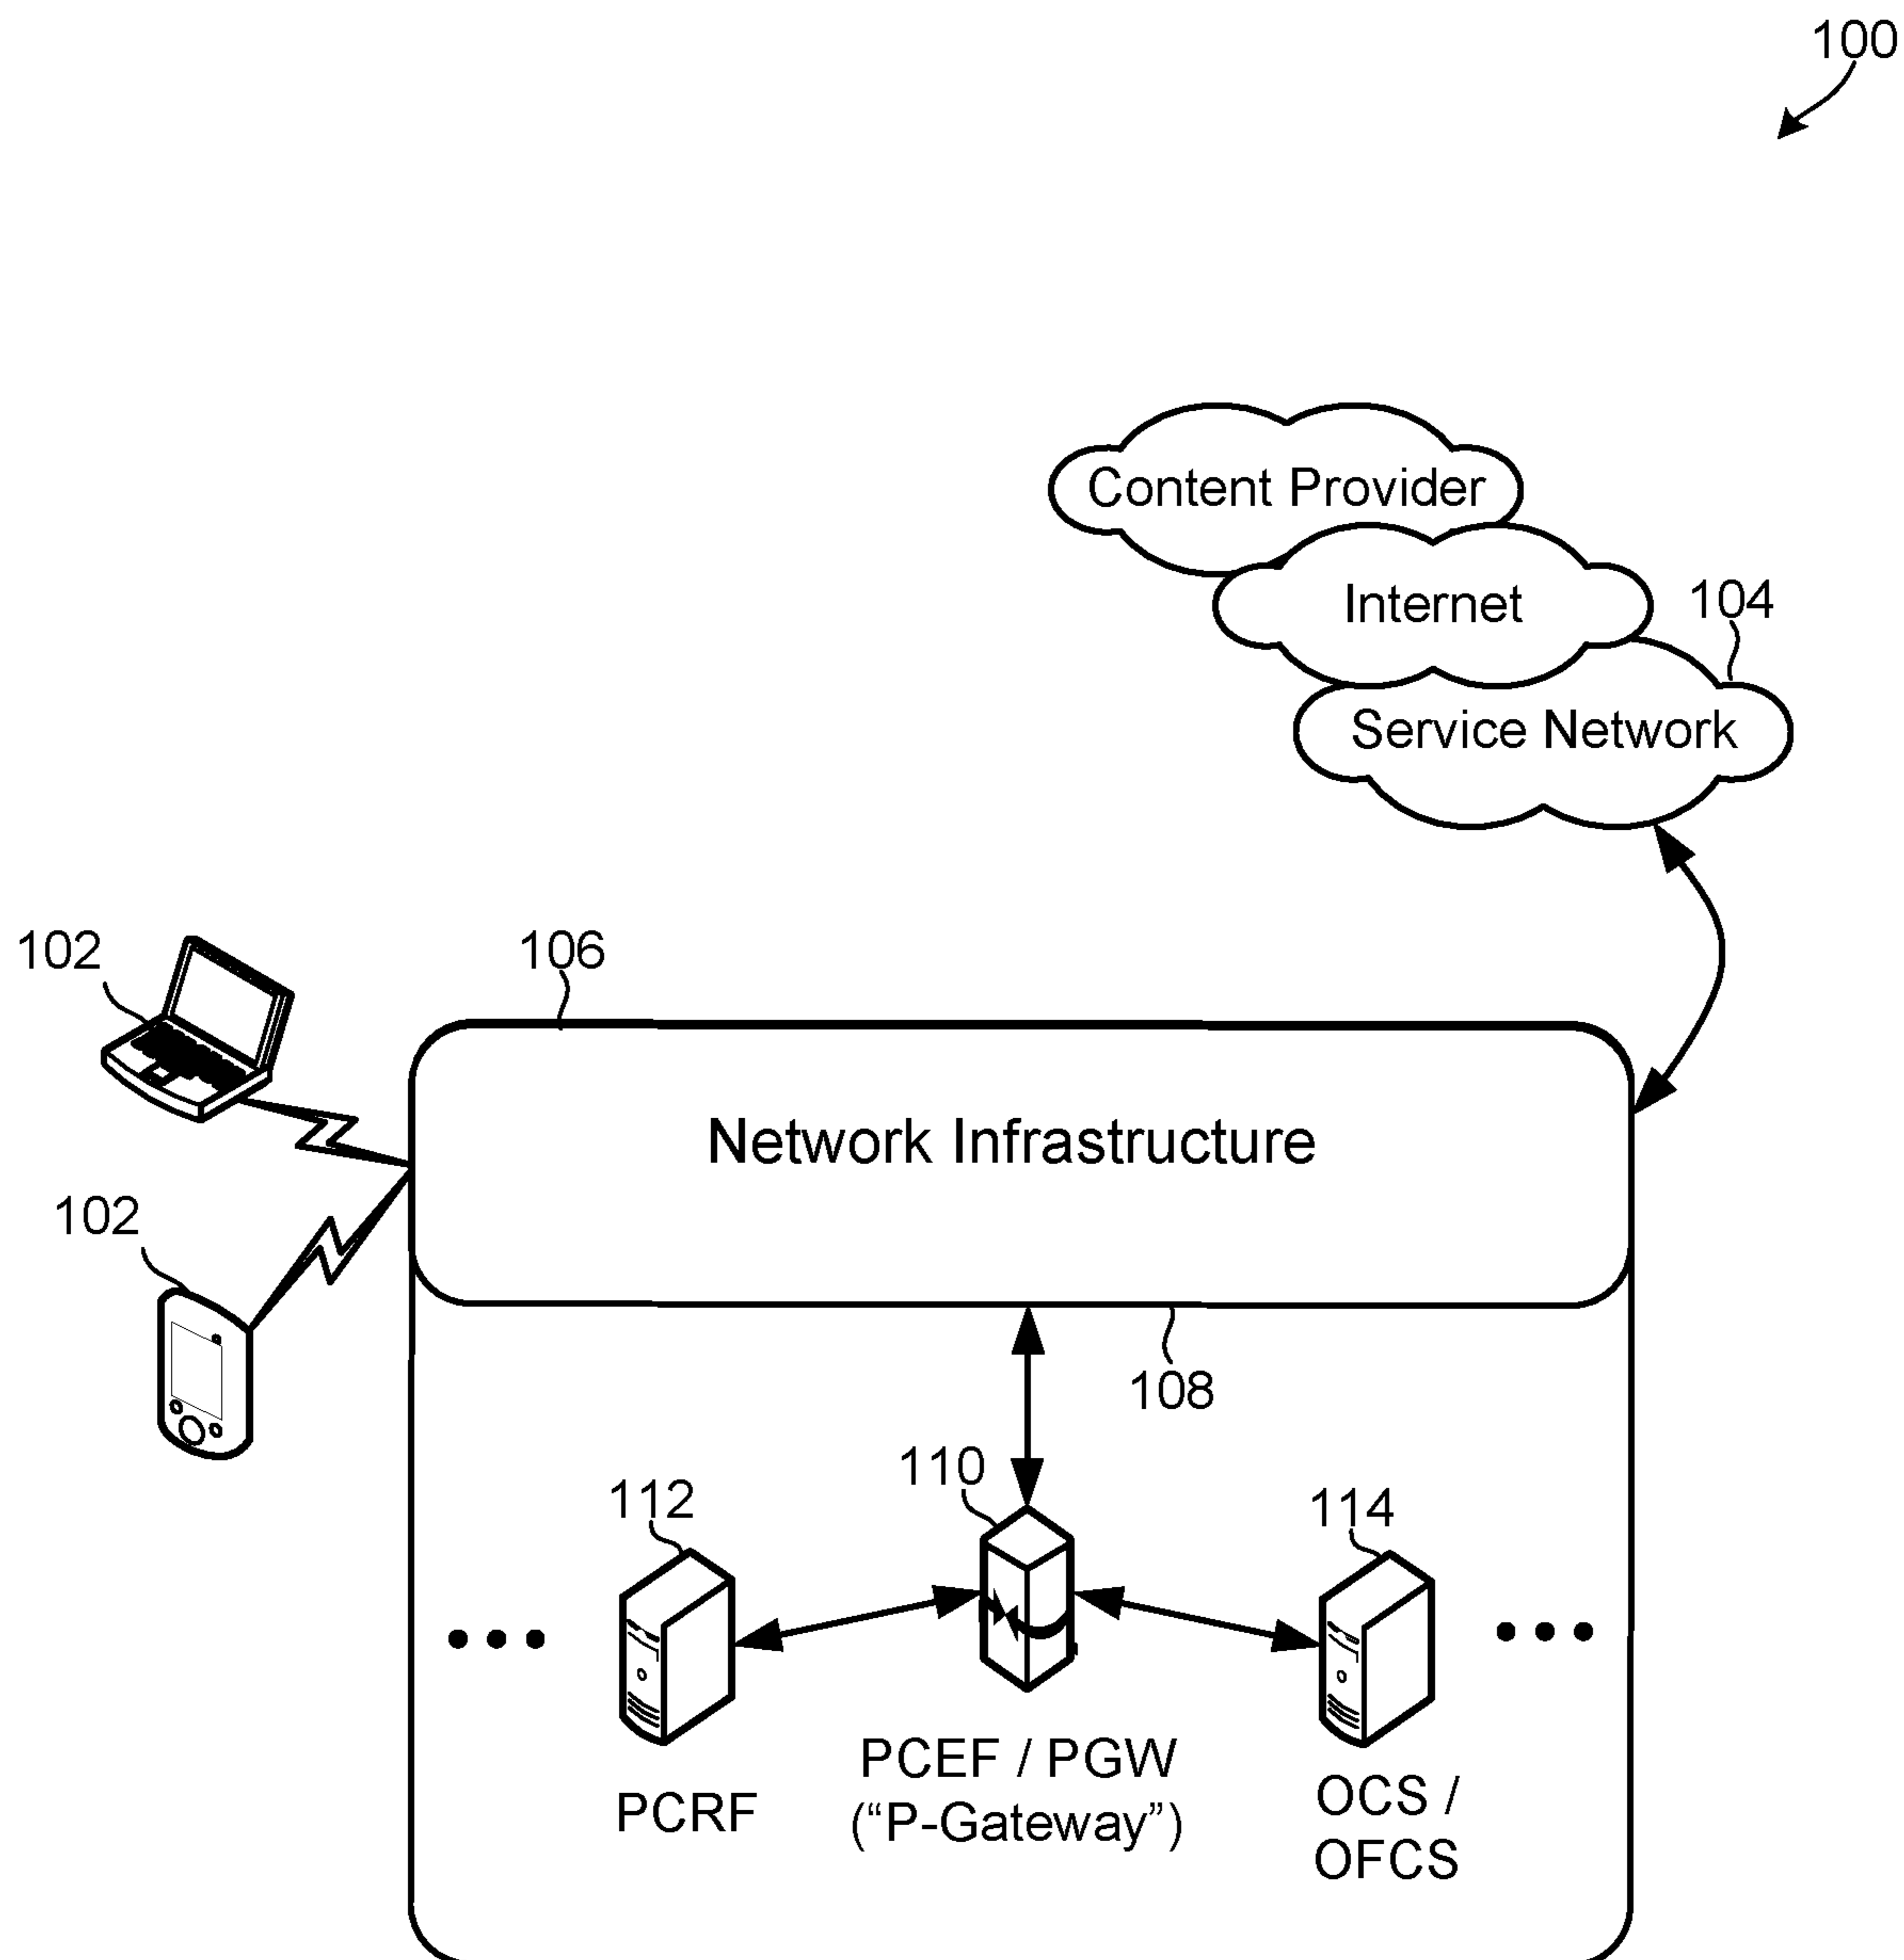 100
Content Provider
Internet
104
Service Network
102
106
Network Infrastructure
102
108
110
112
114
PCEF / PGW
(“P-Gateway”)
PCRF
OCS /
OFCS